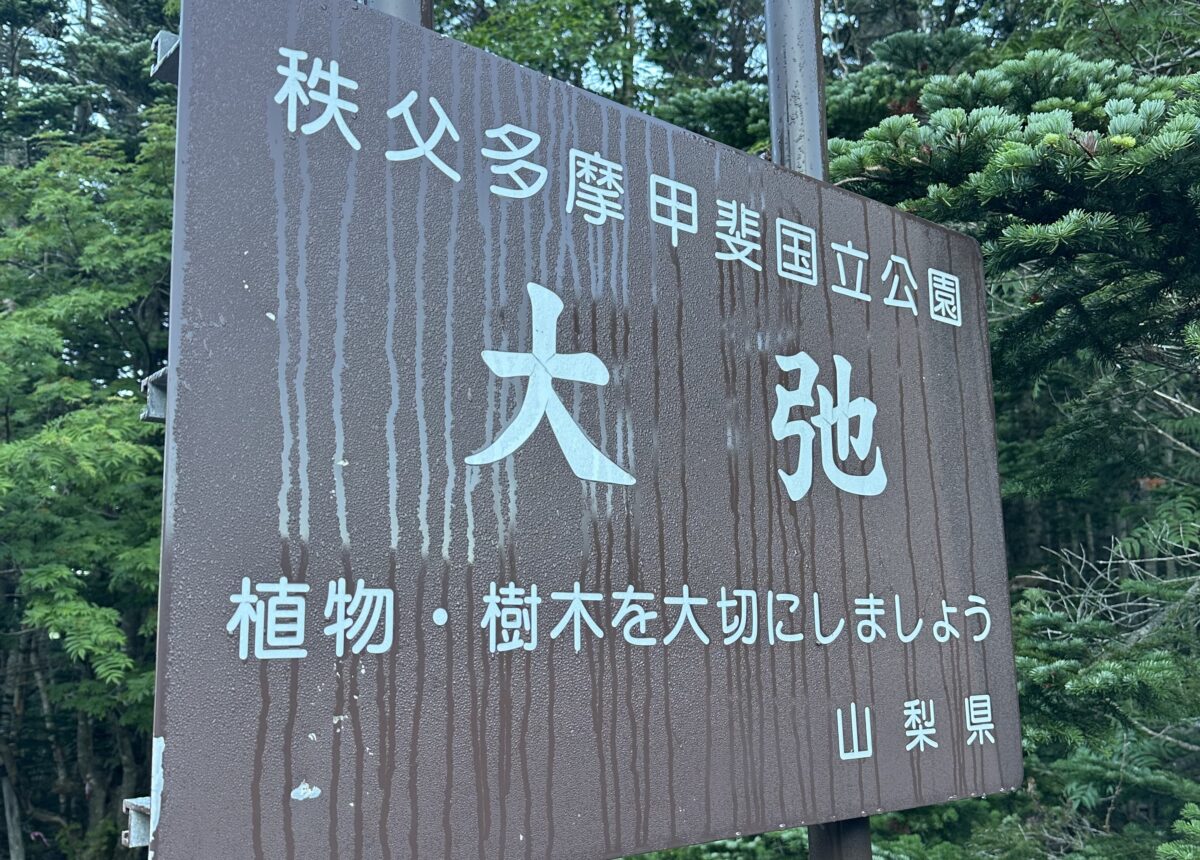 秩父多摩甲斐国立公園
大弛
植物・樹木を大切にしましょう
山梨県